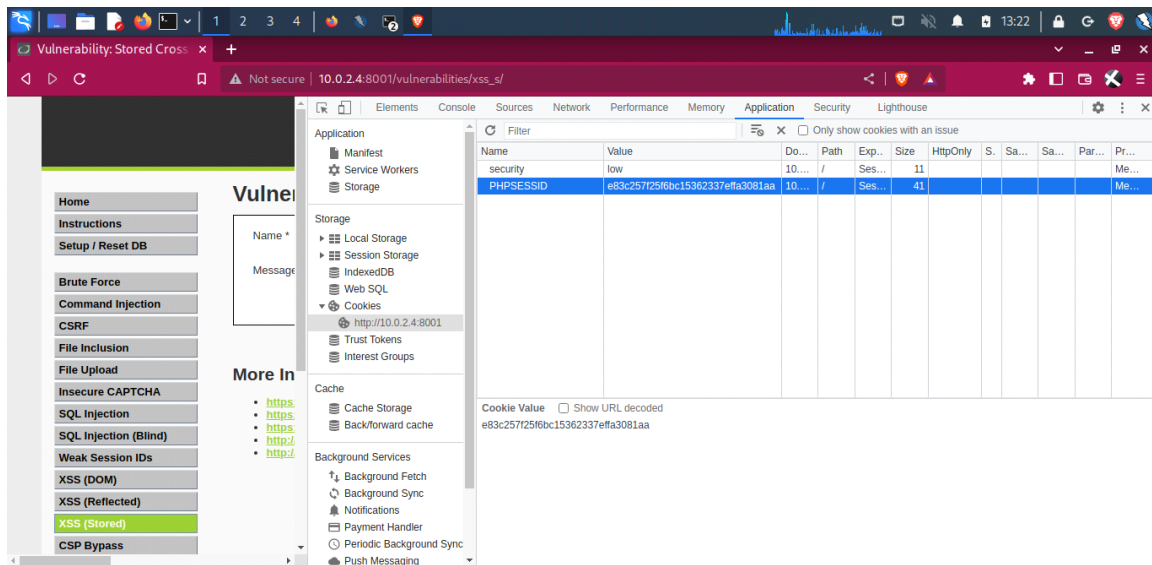 1 2 3 4 13:22
Vulnerability: Stored Cross
Not secure 10.0.2.4:8001/vulnerabilities/xss_s/
Home
Instructions
Setup / Reset DB
Brute Force
Command Injection
CSRF
File Inclusion
File Upload
Insecure CAPTCHA
SQL Injection
SQL Injection (Blind)
Weak Session IDs
XSS (DOM)
XSS (Reflected)
XSS (Stored)
CSP Bypass
Vulner
Name *
Message
More In
https:
https:
https:
http:/
http:/
Elements Console Sources Network Performance Memory Application Security Lighthouse
Application
Manifest
Service Workers
Storage
Storage
Local Storage
Session Storage
IndexedDB
Web SQL
Cookies
http://10.0.2.4:8001
Trust Tokens
Interest Groups
Cache
Cache Storage
Back/forward cache
Background Services
Background Fetch
Background Sync
Notifications
Payment Handler
Periodic Background Sync
Push Messaging
Filter Only show cookies with an issue
Name Value Do... Path Exp... Size HttpOnly S. Sa... Sa... Par... Pr...
security low 10.... / Ses... 11 Me...
PHPSESSID e83c257f25f6bc15362337effa3081aa 10.... / Ses... 41 Me...
Cookie Value Show URL decoded
e83c257f25f6bc15362337effa3081aa